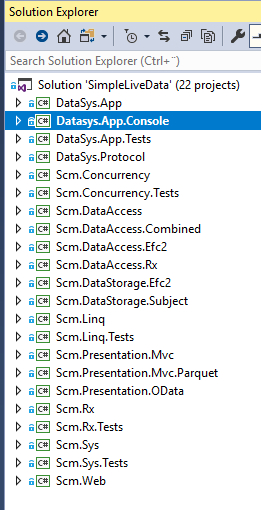 Solution Explorer
Search Solution Explorer (Ctrl+¨)
Solution 'SimpleLiveData' (22 projects)
C# DataSys.App
C# Datasys.App.Console
C# DataSys.App.Tests
C# DataSys.Protocol
C# Scm.Concurrency
C# Scm.Concurrency.Tests
C# Scm.DataAccess
C# Scm.DataAccess.Combined
C# Scm.DataAccess.Efc2
C# Scm.DataAccess.Rx
C# Scm.DataStorage.Efc2
C# Scm.DataStorage.Subject
C# Scm.Linq
C# Scm.Linq.Tests
C# Scm.Presentation.Mvc
C# Scm.Presentation.Mvc.Parquet
C# Scm.Presentation.OData
C# Scm.Rx
C# Scm.Rx.Tests
C# Scm.Sys
C# Scm.Sys.Tests
C# Scm.Web